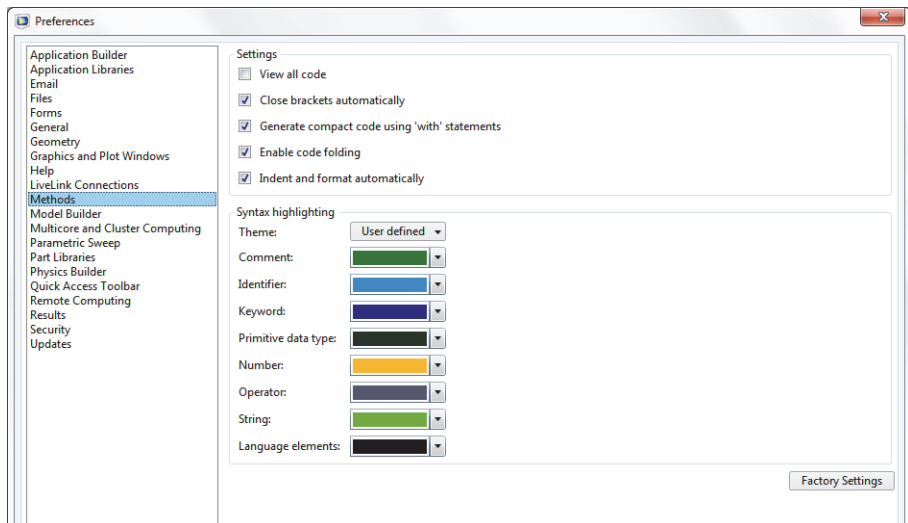 Preferences
Application Builder
Application Libraries
Email
Files
Forms
General
Geometry
Graphics and Plot Windows
Help
LiveLink Connections
Methods
Model Builder
Multicore and Cluster Computing
Parametric Sweep
Part Libraries
Physics Builder
Quick Access Toolbar
Remote Computing
Results
Security
Updates
Settings
View all code
Close brackets automatically
Generate compact code using 'with' statements
Enable code folding
Indent and format automatically
Syntax highlighting
Theme: User defined
Comment:
Identifier:
Keyword:
Primitive data type:
Number:
Operator:
String:
Language elements:
Factory Settings